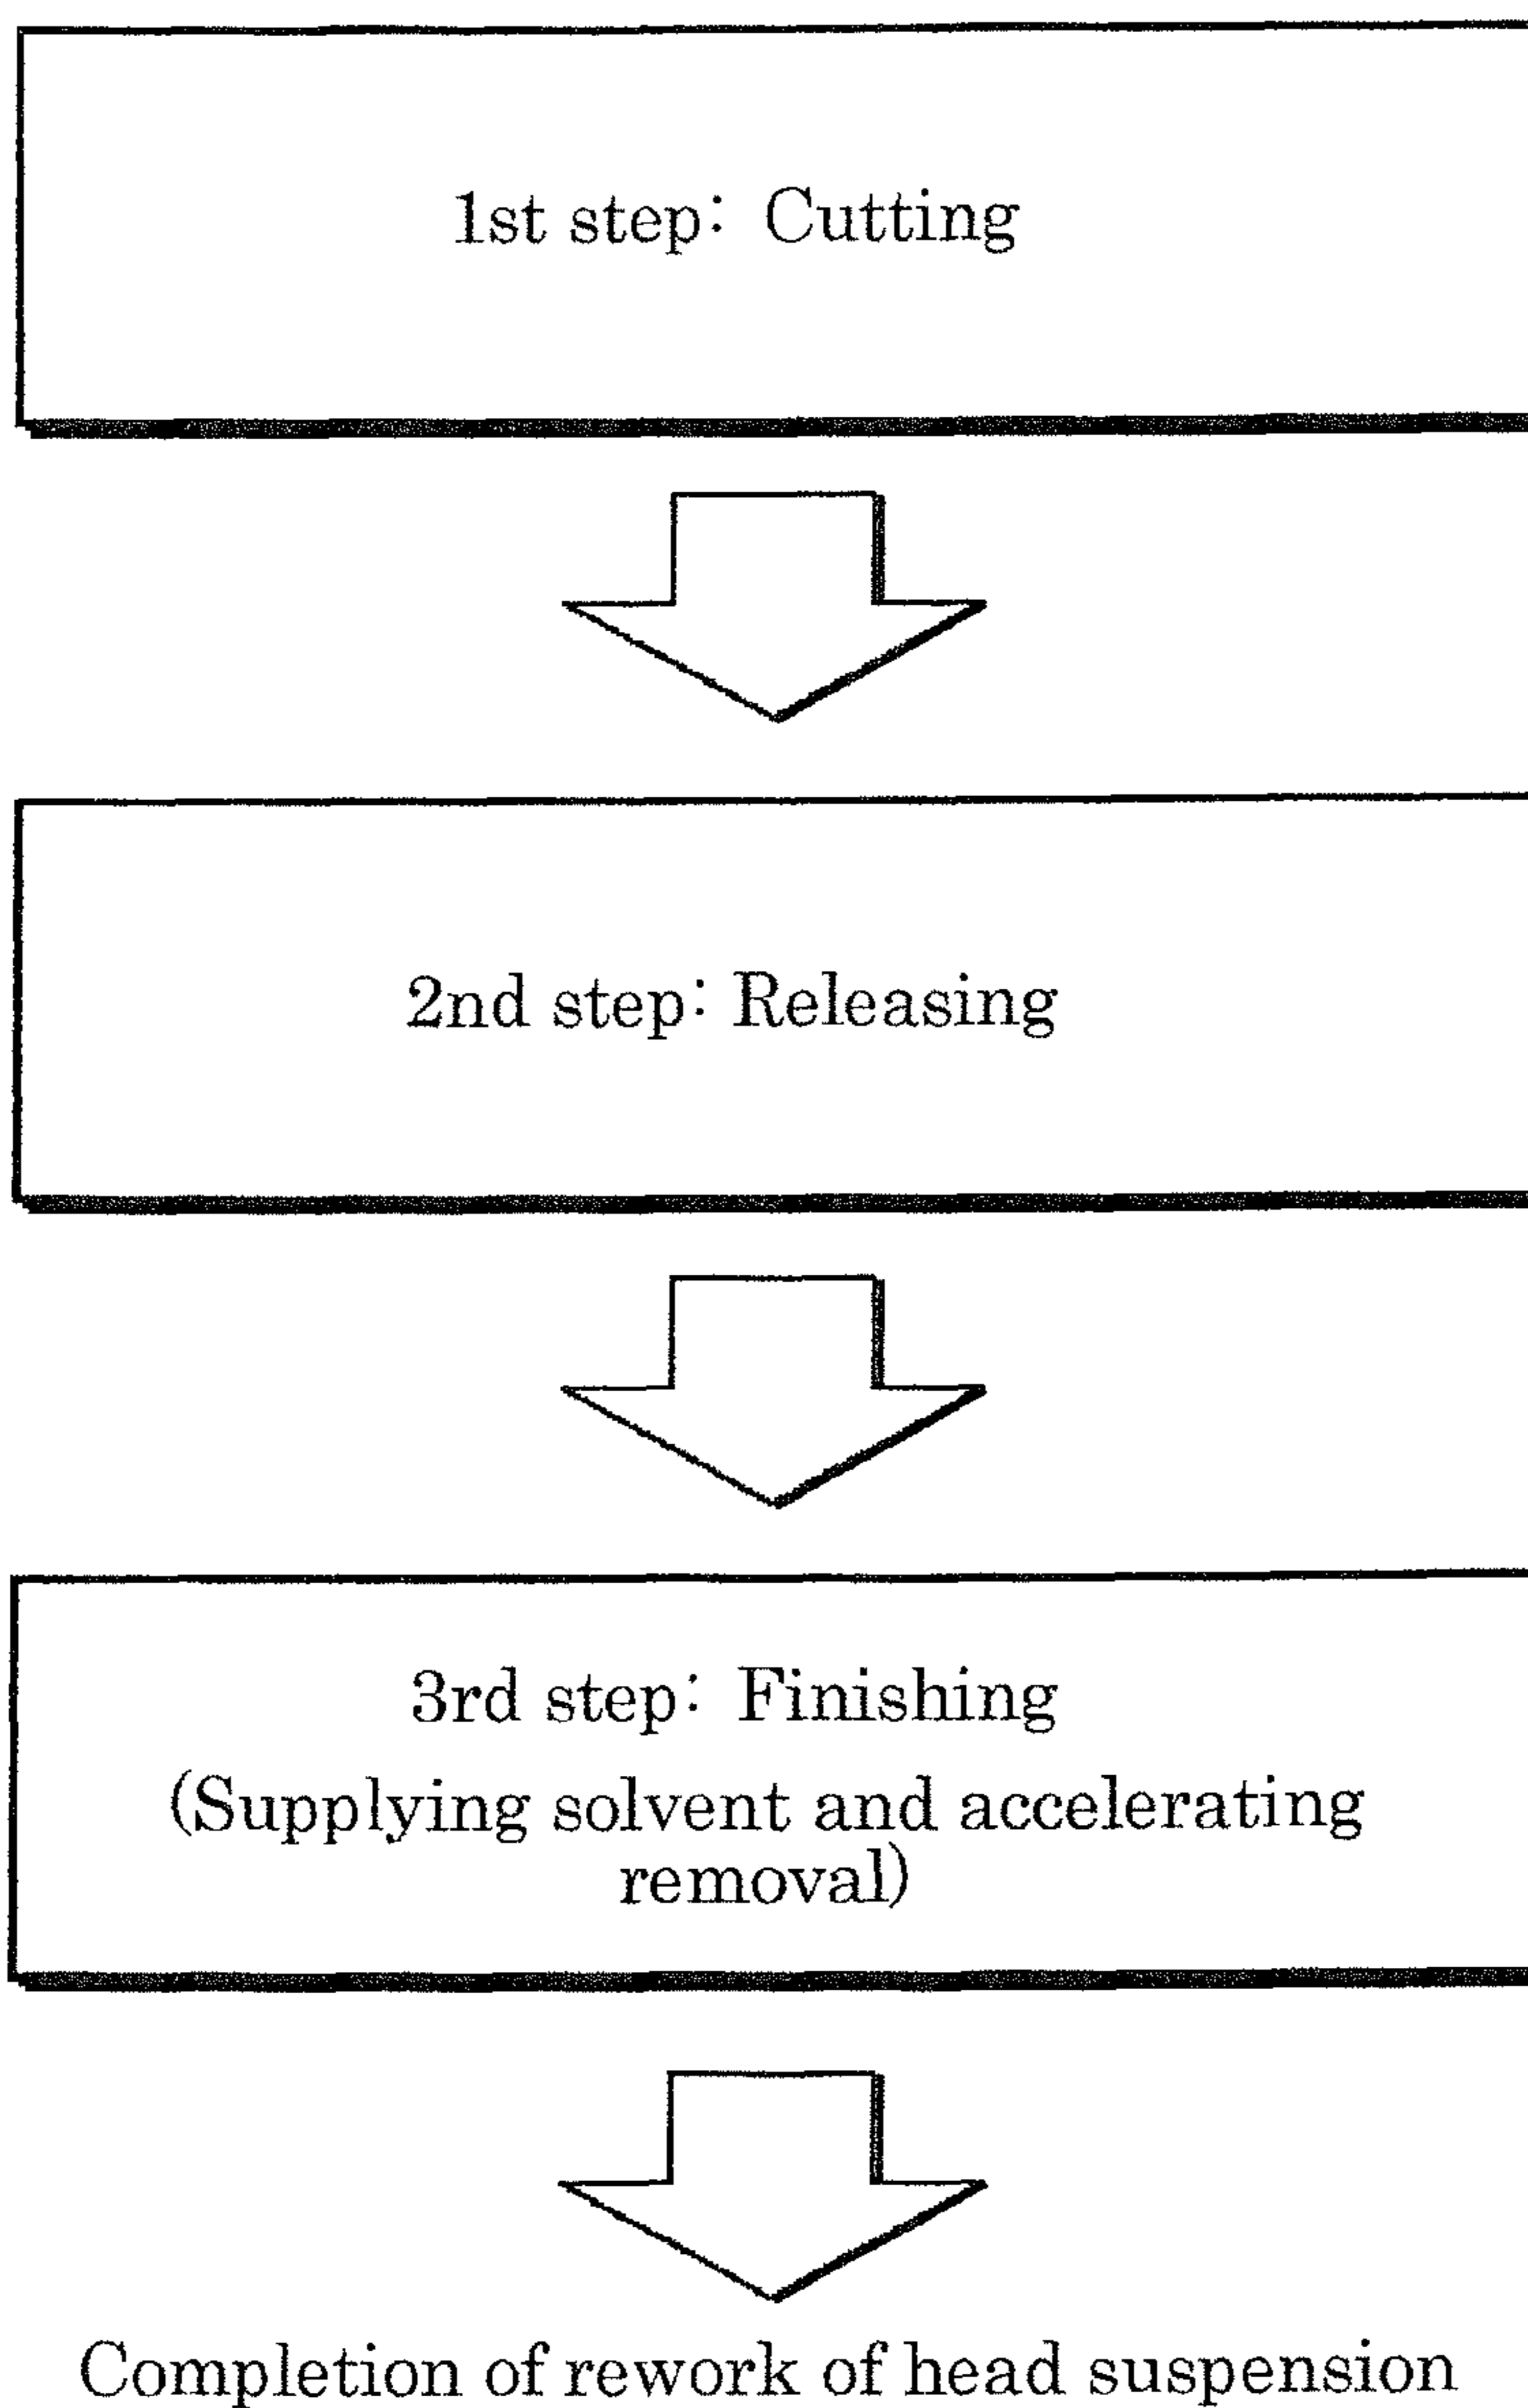 1st step: Cutting
2nd step: Releasing
3rd step: Finishing
(Supplying solvent and accelerating
removal)
Completion of rework of head suspension